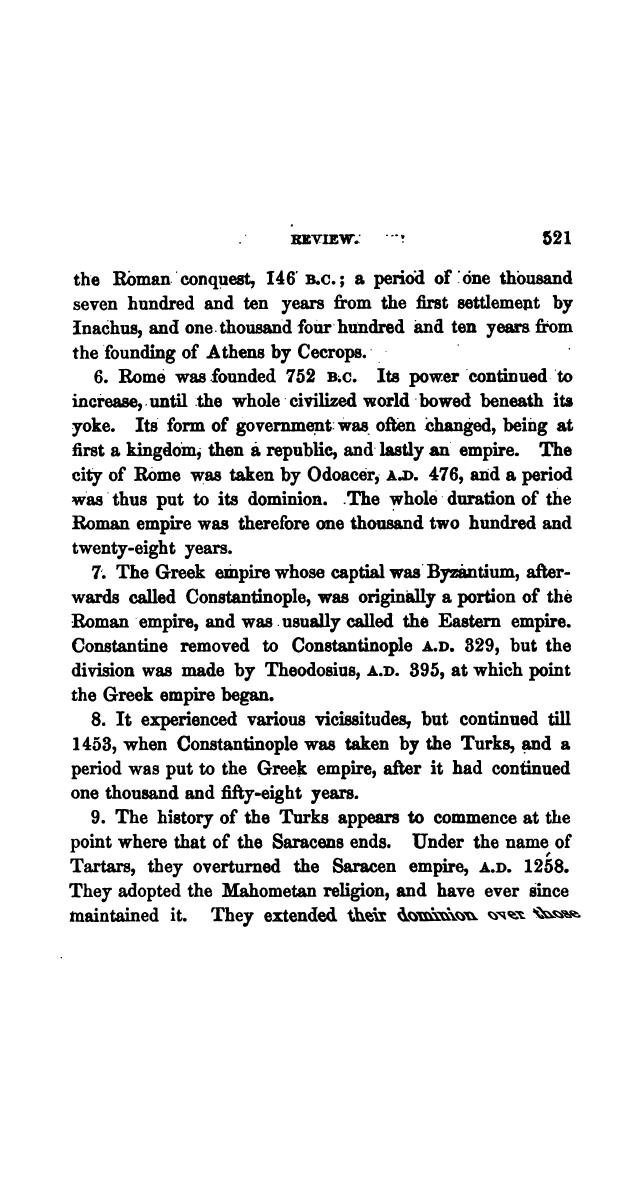 REVIEW. 521
the Roman conquest, 146 B.C.; a period of one thousand
seven hundred and ten years from the first settlement by
Inachus, and one thousand four hundred and ten years from
the founding of Athens by Cecrops.
6. Rome was founded 752 B.C. Its power continued to
increase, until the whole civilized world bowed beneath its
yoke. Its form of government was often changed, being at
first a kingdom, then a republic, and lastly an empire. The
city of Rome was taken by Odoacer, A.D. 476, and a period
was thus put to its dominion. The whole duration of the
Roman empire was therefore one thousand two hundred and
twenty-eight years.
7. The Greek empire whose captial was Byzantium, after-
wards called Constantinople, was originally a portion of the
Roman empire, and was usually called the Eastern empire.
Constantine removed to Constantinople A.D. 329, but the
division was made by Theodosius, A.D. 395, at which point
the Greek empire began.
8. It experienced various vicissitudes, but continued till
1453, when Constantinople was taken by the Turks, and a
period was put to the Greek empire, after it had continued
one thousand and fifty-eight years.
9. The history of the Turks appears to commence at the
point where that of the Saracens ends. Under the name of
Tartars, they overturned the Saracen empire, A.D. 1258.
They adopted the Mahometan religion, and have ever since
maintained it. They extended their dominion over those